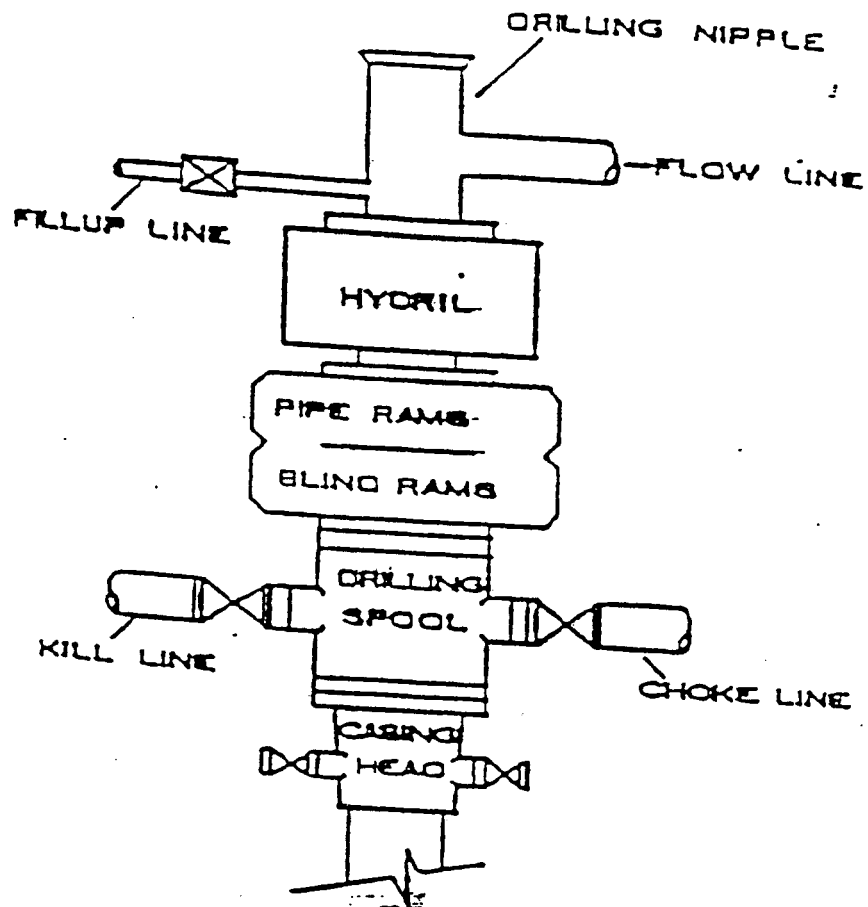 DRILLING NIPPLE
FLOW LINE
FILLUP LINE
HYDRIL
PIPE RAMS
BLIND RAMS
DRILLING
SPOOL
KILL LINE
CHOKE LINE
CASING
HEAD